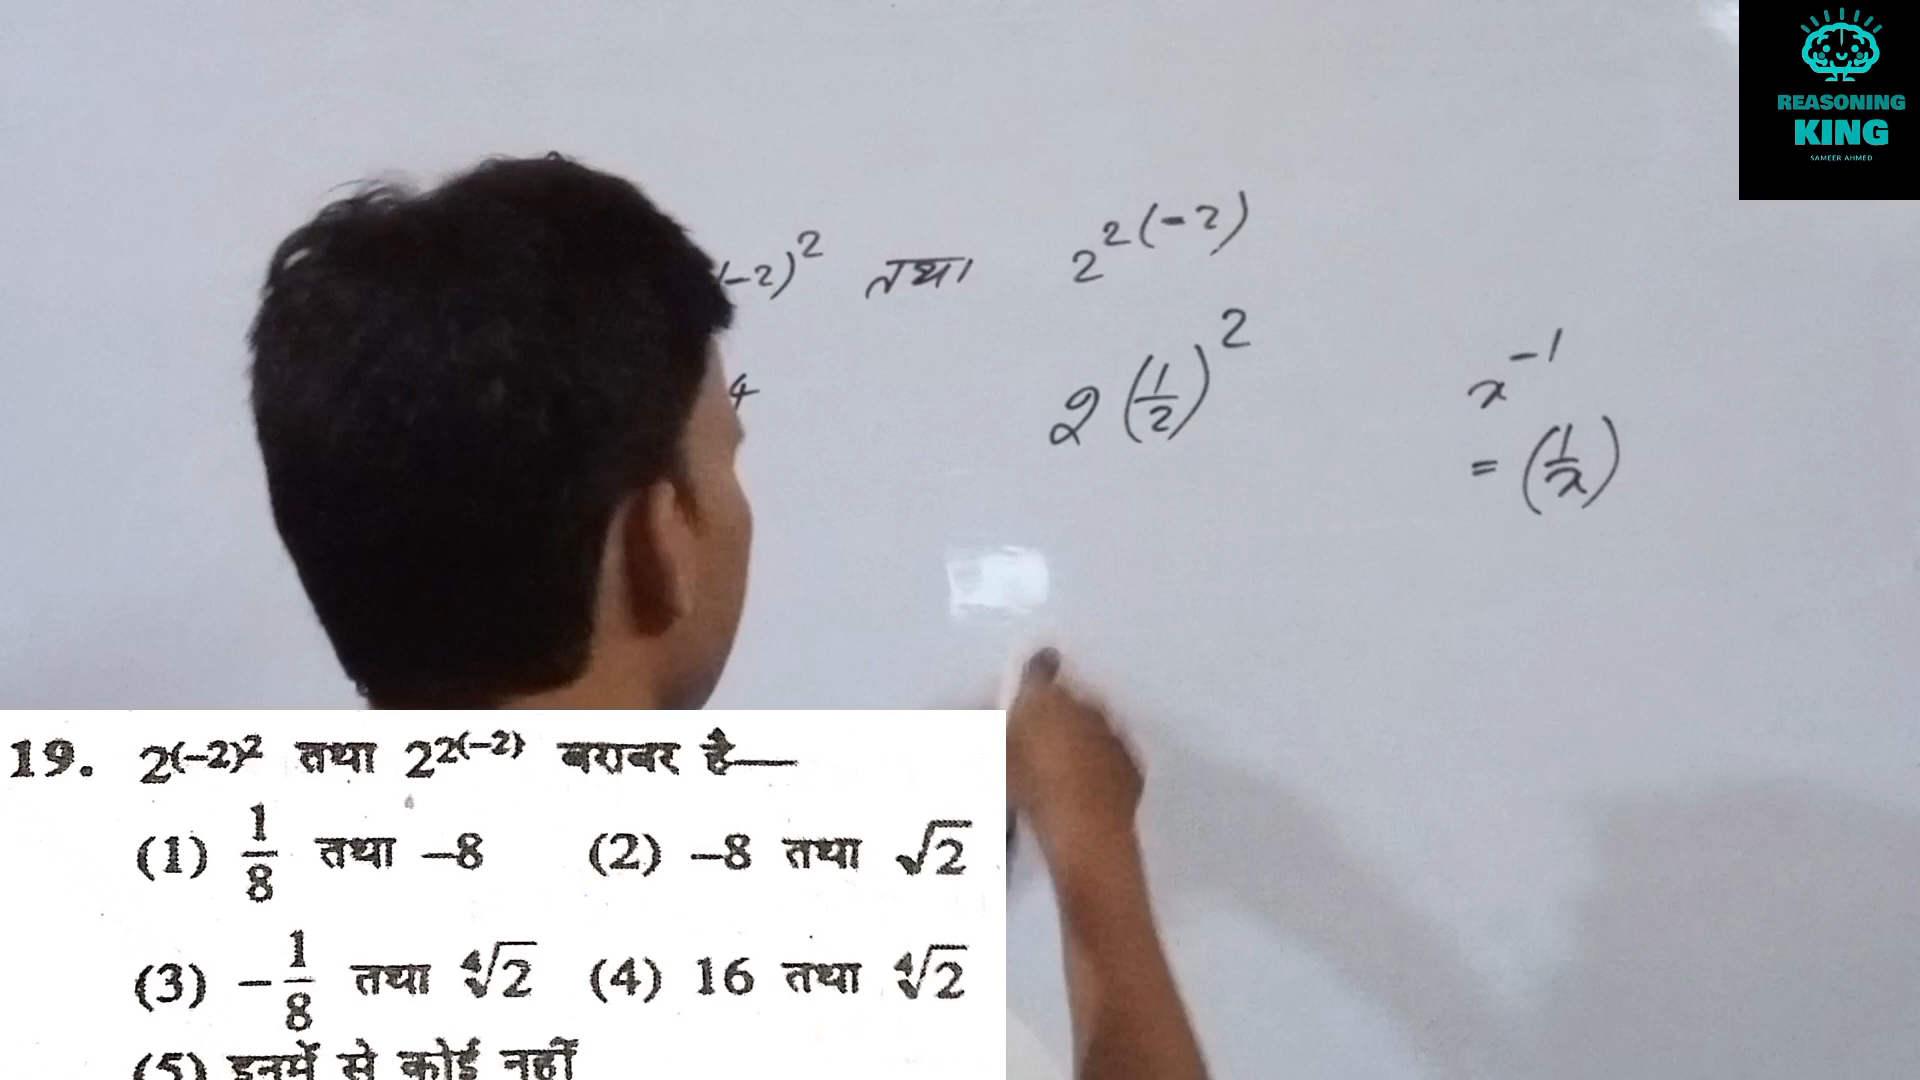 REASONING
KING
SAMEER AHMED
(-2)² तथा 2^2(-2)
4
2(1/2)²
x^-1
= (1/x)
19. 2^(-2)^2 तथा 2^2^(-2) बराबर है—
(1) 1/8 तथा –8 (2) –8 तथा √2
(3) –1/8 तथा ∜2 (4) 16 तथा ∜2
(5) इनमें से कोई नहीं